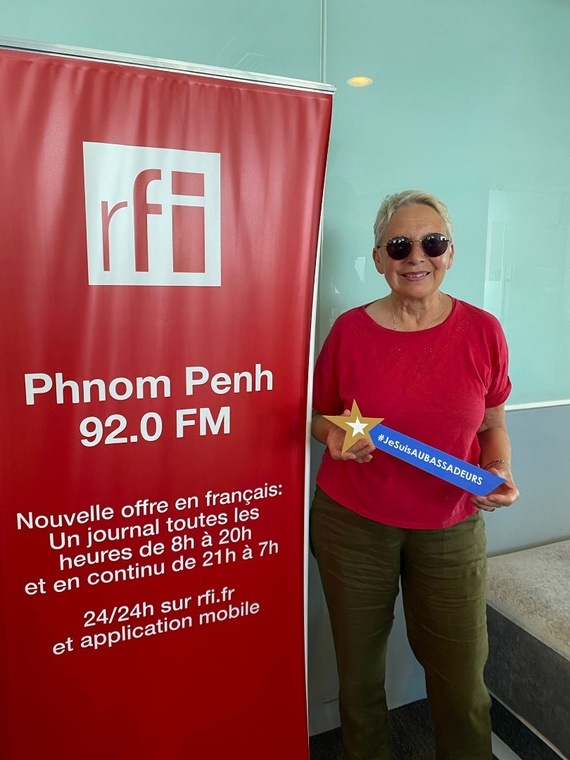 rfi
Phnom Penh
92.0 FM
Nouvelle offre en français:
Un journal toutes les
heures de 8h à 20h
et en continu de 21h à 7h
24/24h sur rfi.fr
et application mobile
#JeSuisAUBASSADEURS